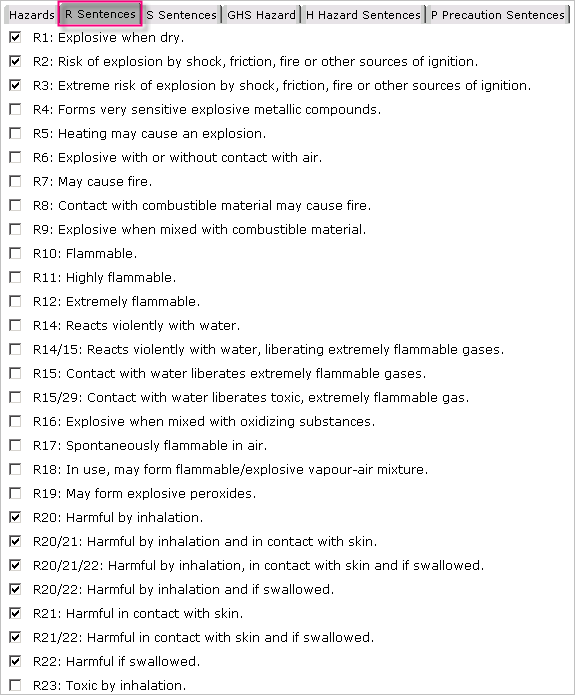 Hazards R Sentences S Sentences GHS Hazard H Hazard Sentences P Precaution Sentences
R1: Explosive when dry.
R2: Risk of explosion by shock, friction, fire or other sources of ignition.
R3: Extreme risk of explosion by shock, friction, fire or other sources of ignition.
R4: Forms very sensitive explosive metallic compounds.
R5: Heating may cause an explosion.
R6: Explosive with or without contact with air.
R7: May cause fire.
R8: Contact with combustible material may cause fire.
R9: Explosive when mixed with combustible material.
R10: Flammable.
R11: Highly flammable.
R12: Extremely flammable.
R14: Reacts violently with water.
R14/15: Reacts violently with water, liberating extremely flammable gases.
R15: Contact with water liberates extremely flammable gases.
R15/29: Contact with water liberates toxic, extremely flammable gas.
R16: Explosive when mixed with oxidizing substances.
R17: Spontaneously flammable in air.
R18: In use, may form flammable/explosive vapour-air mixture.
R19: May form explosive peroxides.
R20: Harmful by inhalation.
R20/21: Harmful by inhalation and in contact with skin.
R20/21/22: Harmful by inhalation, in contact with skin and if swallowed.
R20/22: Harmful by inhalation and if swallowed.
R21: Harmful in contact with skin.
R21/22: Harmful in contact with skin and if swallowed.
R22: Harmful if swallowed.
R23: Toxic by inhalation.